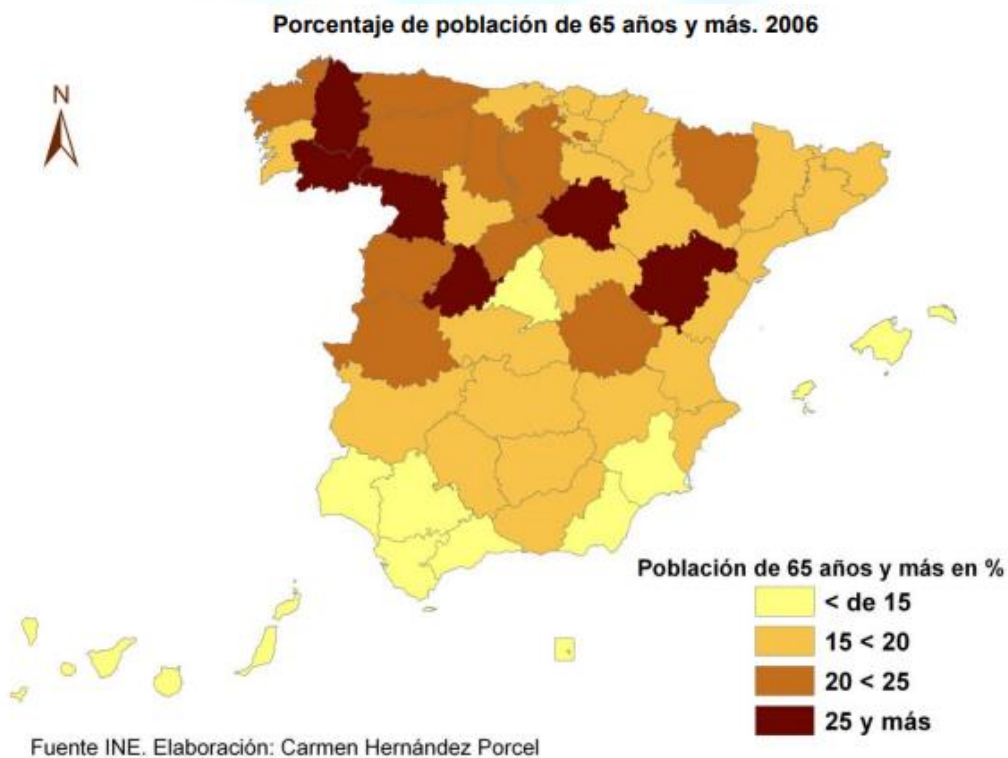 Porcentaje de población de 65 años y más. 2006
N
Población de 65 años y más en %
< de 15
15 < 20
20 < 25
25 y más
Fuente INE. Elaboración: Carmen Hernández Porcel